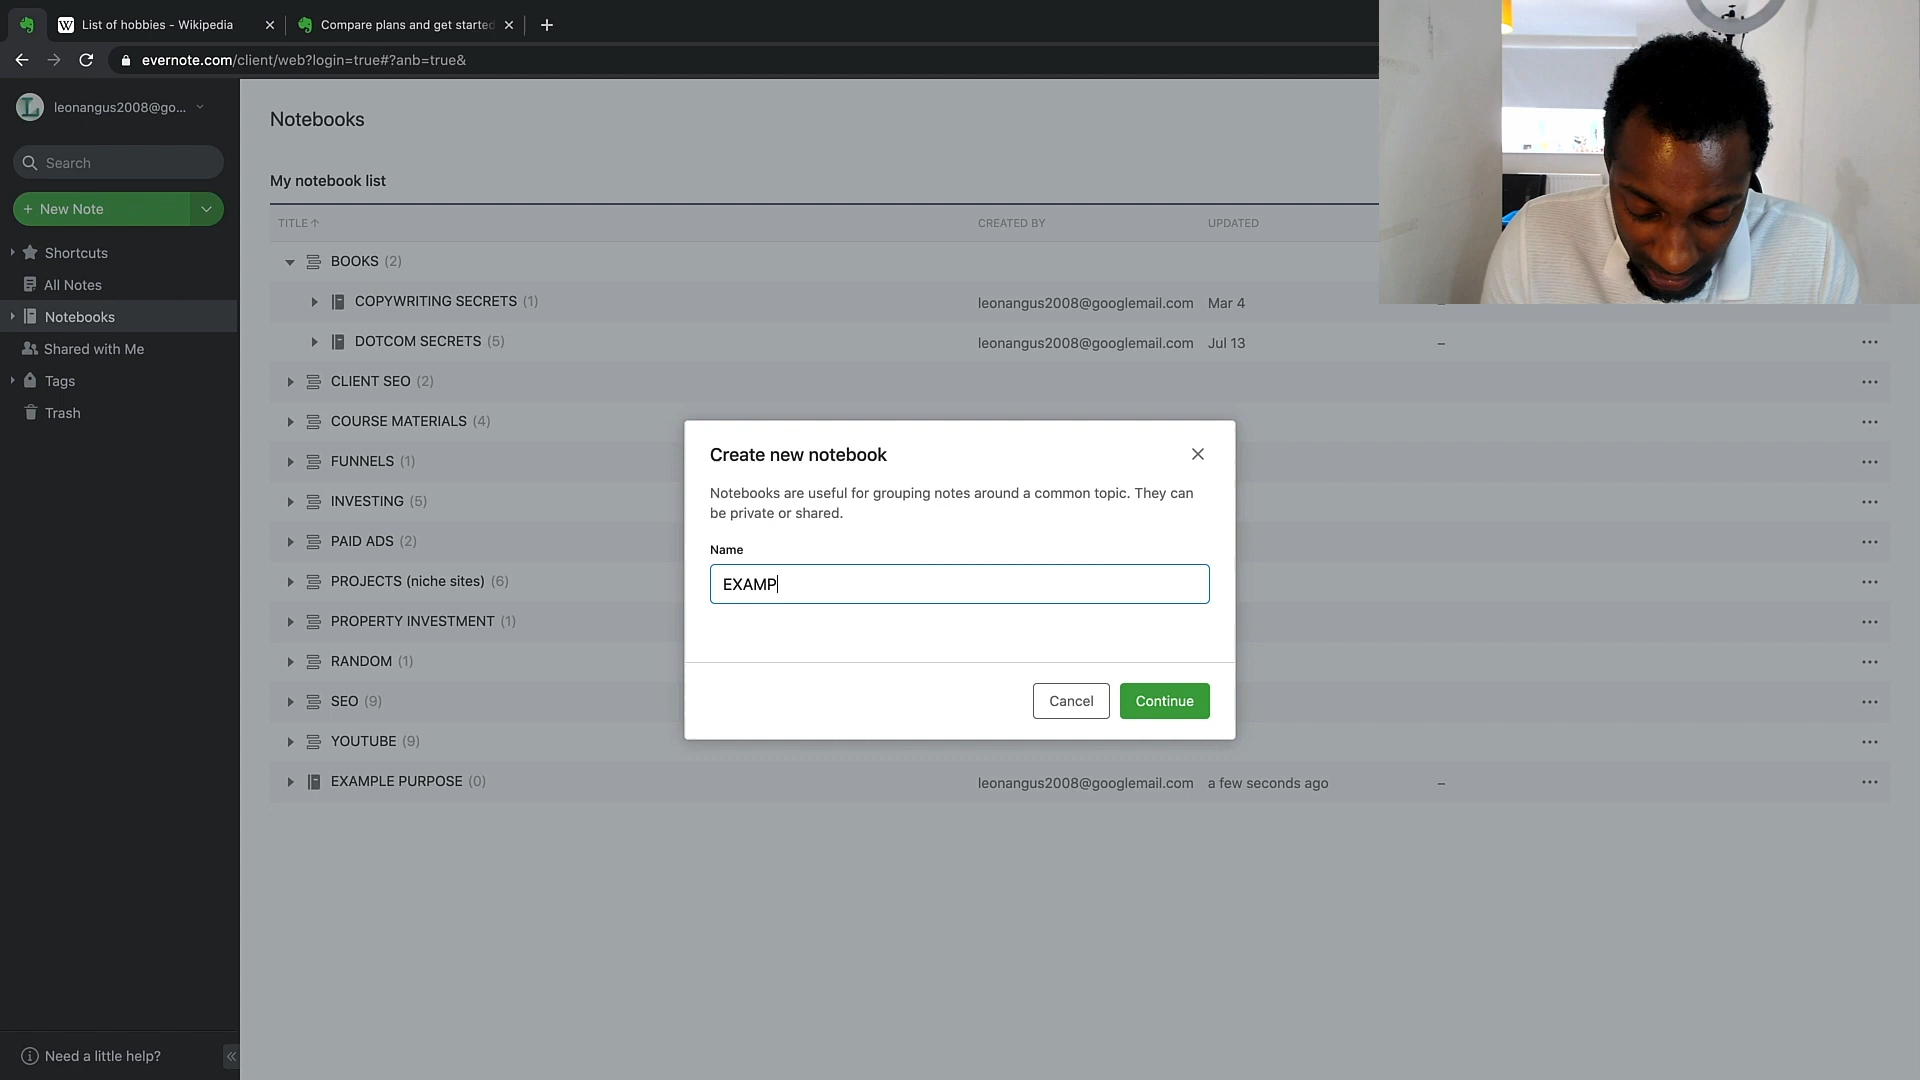 List of hobbies - Wikipedia
Compare plans and get started
evernote.com/client/web?login=true#?anb=true&
L
leonangus2008@go...
Search
+ New Note
Shortcuts
All Notes
Notebooks
Shared with Me
Tags
Trash
Need a little help?
Notebooks
My notebook list
TITLE CREATED BY UPDATED
BOOKS (2)
COPYWRITING SECRETS (1) leonangus2008@googlemail.com Mar 4 –
DOTCOM SECRETS (5) leonangus2008@googlemail.com Jul 13 –
CLIENT SEO (2)
COURSE MATERIALS (4)
FUNNELS (1)
INVESTING (5)
PAID ADS (2)
PROJECTS (niche sites) (6)
PROPERTY INVESTMENT (1)
RANDOM (1)
SEO (9)
YOUTUBE (9)
EXAMPLE PURPOSE (0) leonangus2008@googlemail.com a few seconds ago –
Create new notebook
Notebooks are useful for grouping notes around a common topic. They can
be private or shared.
Name
EXAMP
Cancel Continue